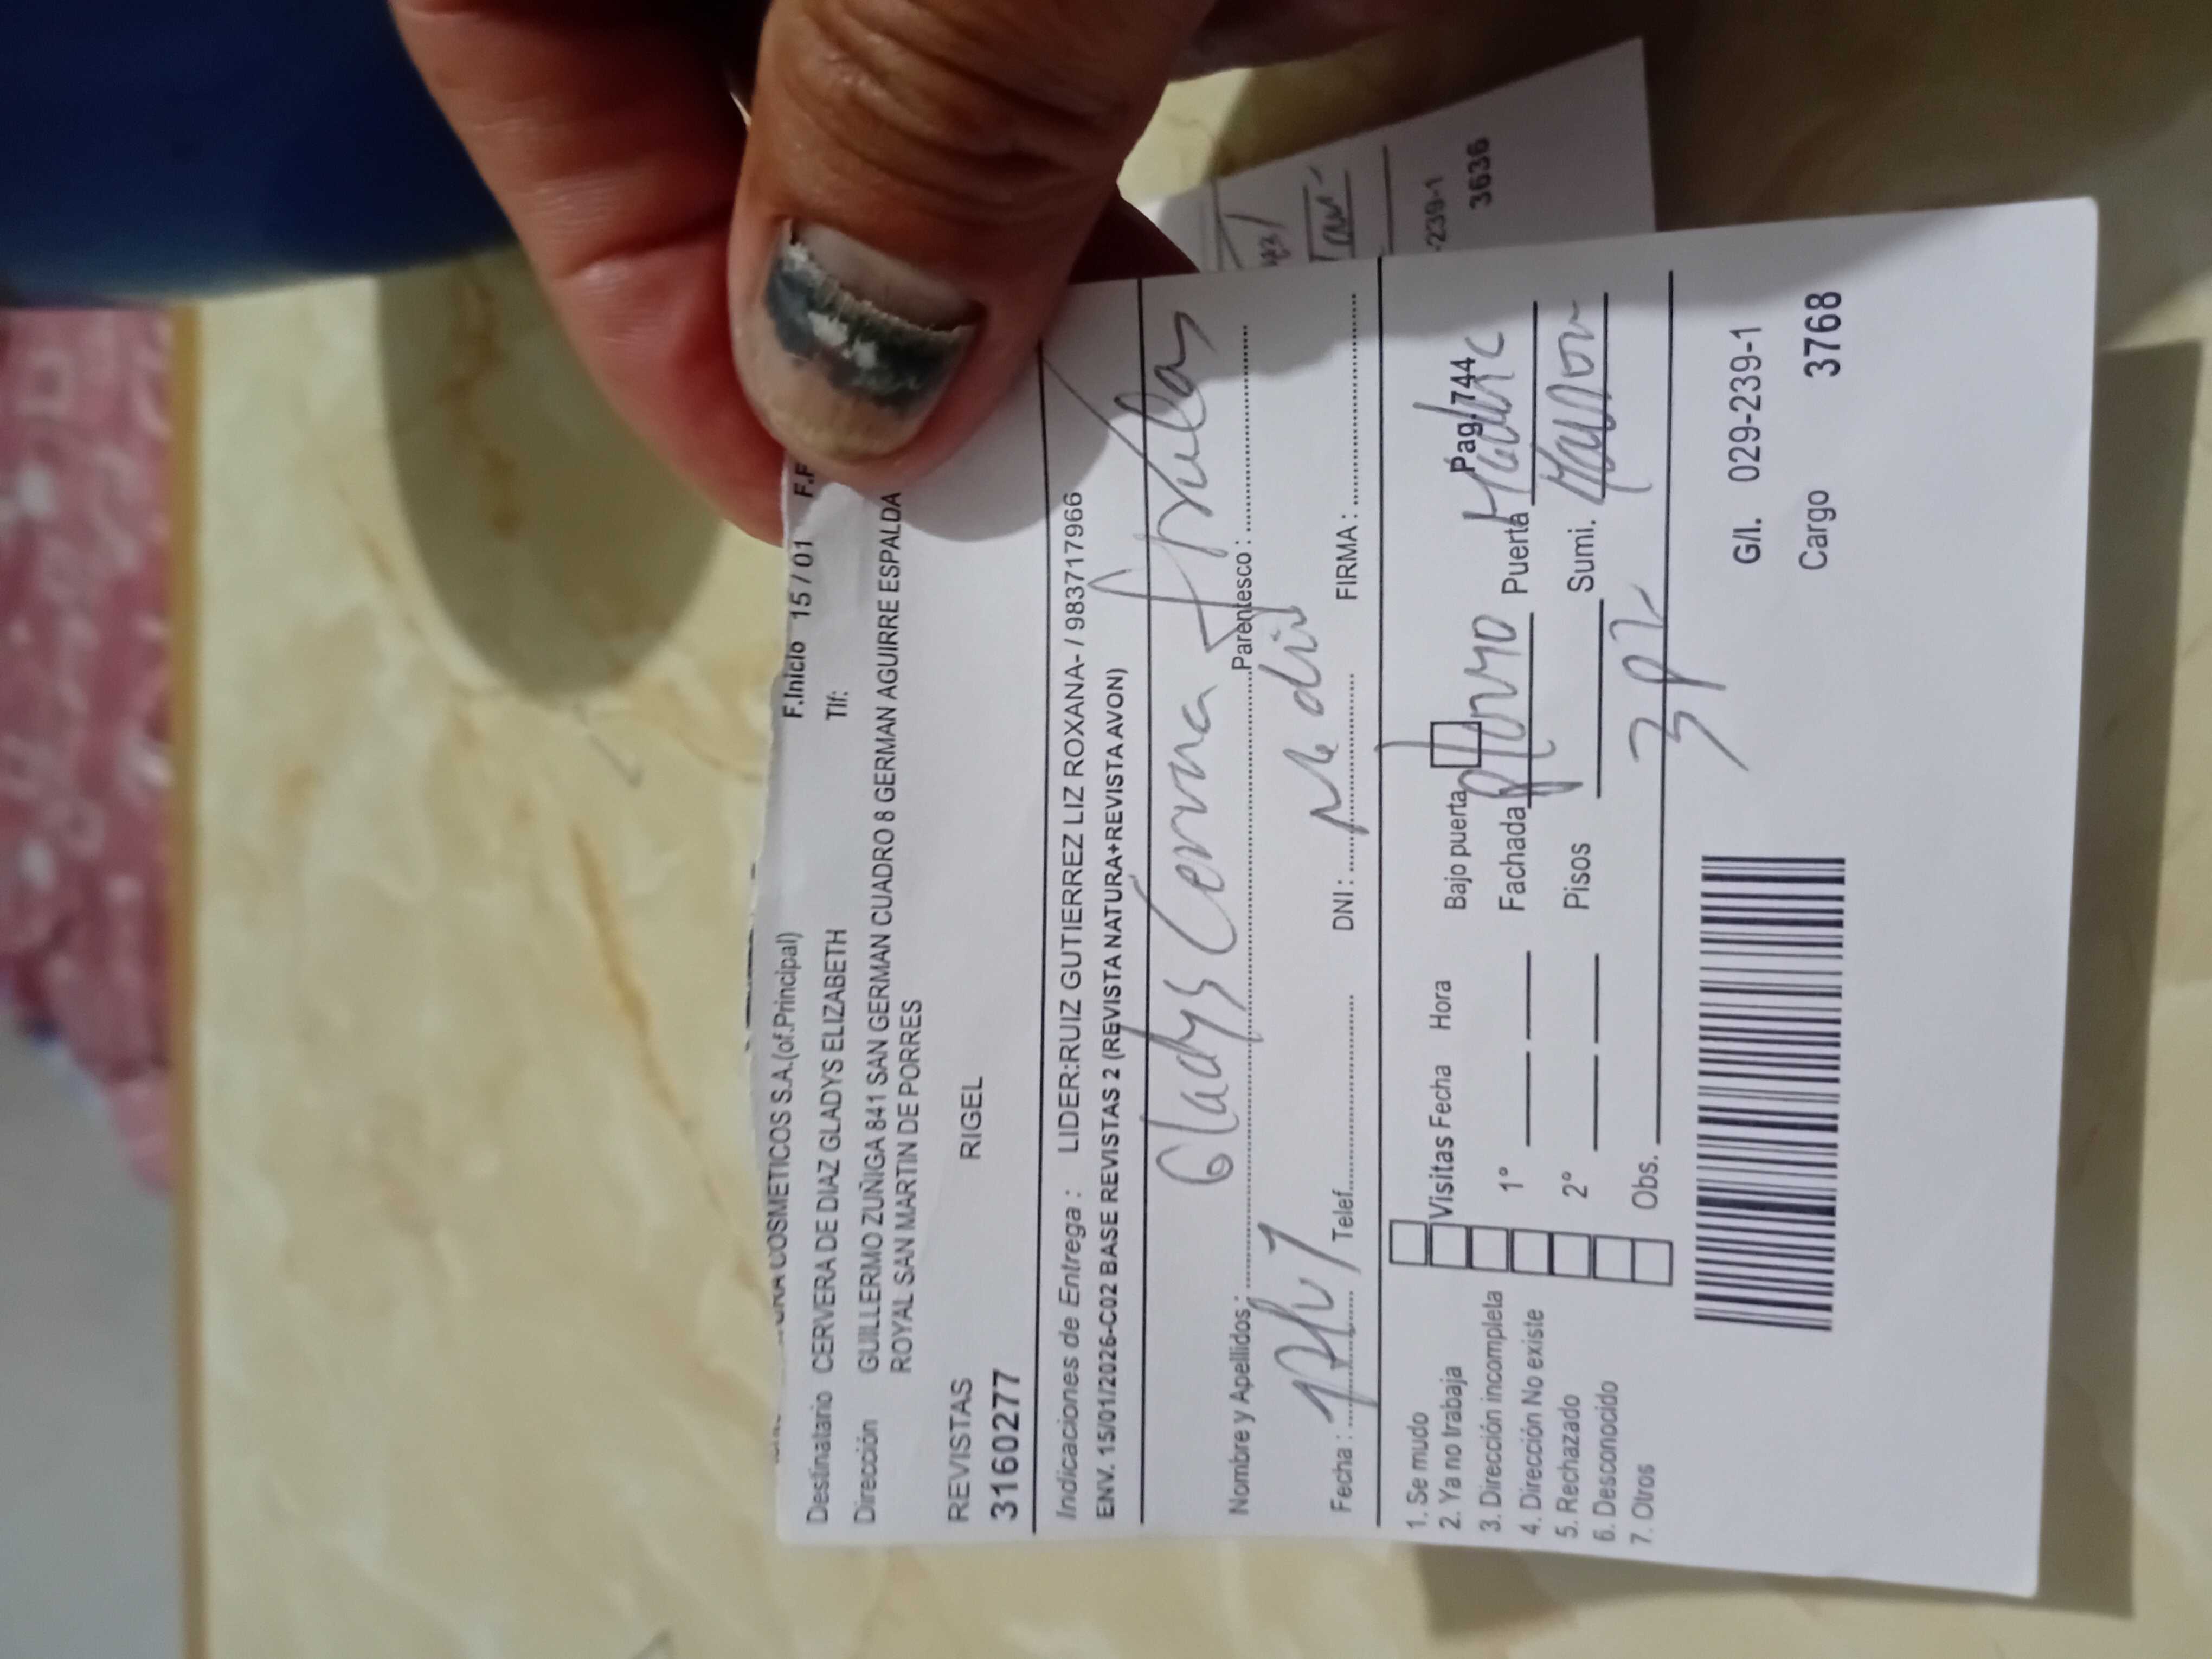 COSMETICOS S.A.(of.Principal) F.Inicio 15 / 01
Destinatario CERVERA DE DIAZ GLADYS ELIZABETH Tlf:
Dirección GUILLERMO ZUÑIGA 841 SAN GERMAN CUADRO 8 GERMAN AGUIRRE ESPALDA
ROYAL SAN MARTIN DE PORRES
REVISTAS RIGEL
3160277
Indicaciones de Entrega : LIDER:RUIZ GUTIERREZ LIZ ROXANA- / 983717966
ENV. 15/01/2026-C02 BASE REVISTAS 2 (REVISTA NATURA+REVISTA AVON)
Gladys
Nombre y Apellidos : Parentesco :
Fecha : Telef. DNI : FIRMA :
1. Se mudo
2. Ya no trabaja
3. Dirección incompleta
4. Dirección No existe
5. Rechazado
6. Desconocido
7. Otros
Visitas Fecha Hora
1°
2°
Obs.
Bajo puerta Pag. 744
Fachada Puerta
Pisos Sumi.
G/I. 029-239-1
Cargo 3768
-239-1
3636